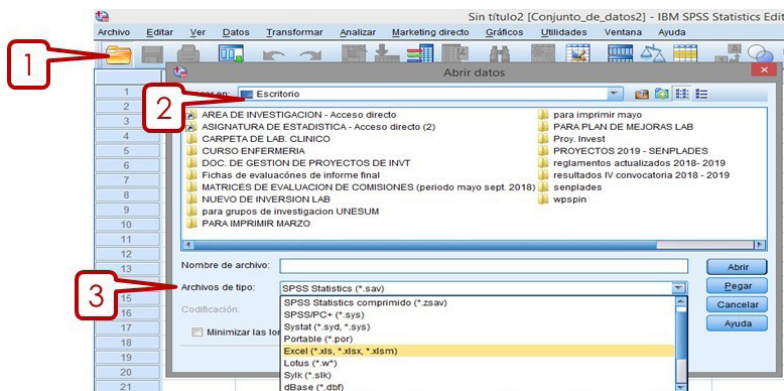 Sin título2 [Conjunto_de_datos2] - IBM SPSS Statistics Edit
Archivo Editar Ver Datos Transformar Analizar Marketing directo Gráficos Utilidades Ventana Ayuda
1
Abrir datos
2
en: Escritorio
AREA DE INVESTIGACION - Acceso directo
ASIGNATURA DE ESTADISTICA - Acceso directo (2)
CARPETA DE LAB. CLINICO
CURSO ENFERMERIA
DOC. DE GESTION DE PROYECTOS DE INVT
Fichas de evaluacónes de informe final
MATRICES DE EVALUACION DE COMISIONES (periodo mayo sept. 2018)
NUEVO DE INVERSION LAB
para grupos de investigacion UNESUM
PARA IMPRIMIR MARZO
para imprimir mayo
PARA PLAN DE MEJORAS LAB
Proy. Invest
PROYECTOS 2019 - SENPLADES
reglamentos actualizados 2018- 2019
resultados IV convocatoria 2018 - 2019
senplades
wpspin
Nombre de archivo:
Abrir
3
Archivos de tipo: SPSS Statistics (*.sav)
Pegar
Codificación:
Cancelar
Minimizar las lon
Ayuda
SPSS Statistics comprimido (*.zsav)
SPSS/PC+ (*.sys)
Systat (*.syd, *.sys)
Portable (*.por)
Excel (*.xls, *.xlsx, *.xlsm)
Lotus (*.w*)
Sylk (*.slk)
dBase (*.dbf)
1
2
3
4
5
6
7
8
9
10
11
12
13
15
16
17
18
19
20
21